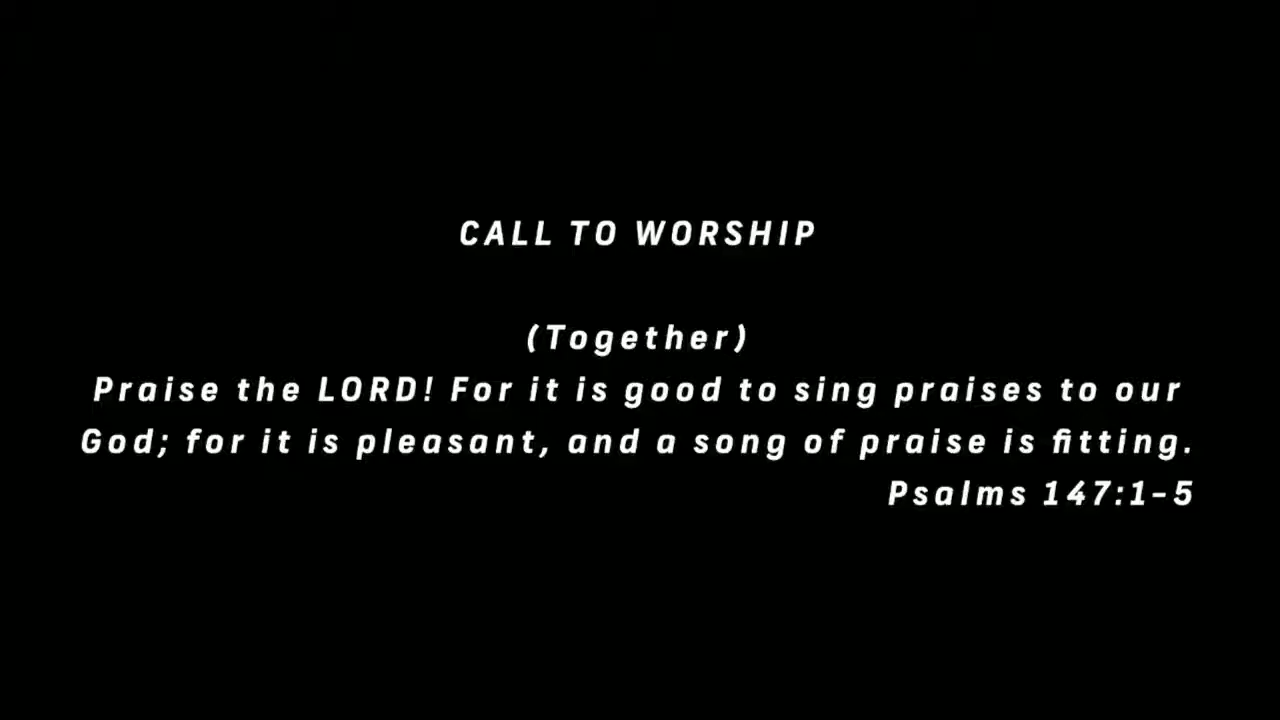 CALL TO WORSHIP
(Together)
Praise the LORD! For it is good to sing praises to our
God; for it is pleasant, and a song of praise is fitting.
Psalms 147:1-5